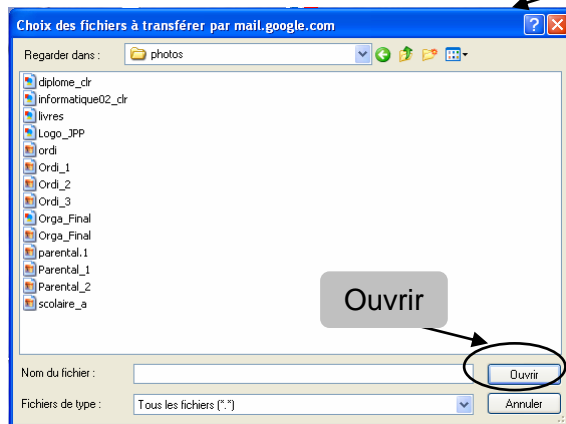 Choix des fichiers à transférer par mail.google.com
Regarder dans :
photos
diplome_clr
informatique02_clr
livres
Logo_JPP
ordi
Ordi_1
Ordi_2
Ordi_3
Orga_Final
Orga_Final
parental.1
Parental_1
Parental_2
scolaire_a
Ouvrir
Nom du fichier :
Ouvrir
Fichiers de type :
Tous les fichiers (*.*)
Annuler